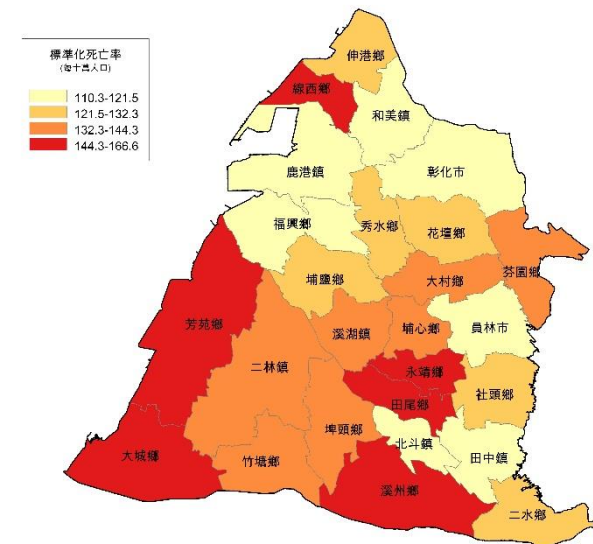 標準化死亡率
(每十萬人口)
110.3-121.5
121.5-132.3
132.3-144.3
144.3-166.6
伸港鄉
線西鄉
和美鎮
鹿港鎮
彰化市
福興鄉
秀水鄉
花壇鄉
芬園鄉
埔鹽鄉
大村鄉
芳苑鄉
溪湖鎮
埔心鄉
員林市
二林鎮
永靖鄉
社頭鄉
田尾鄉
埤頭鄉
北斗鎮
田中鎮
大城鄉
竹塘鄉
溪州鄉
二水鄉